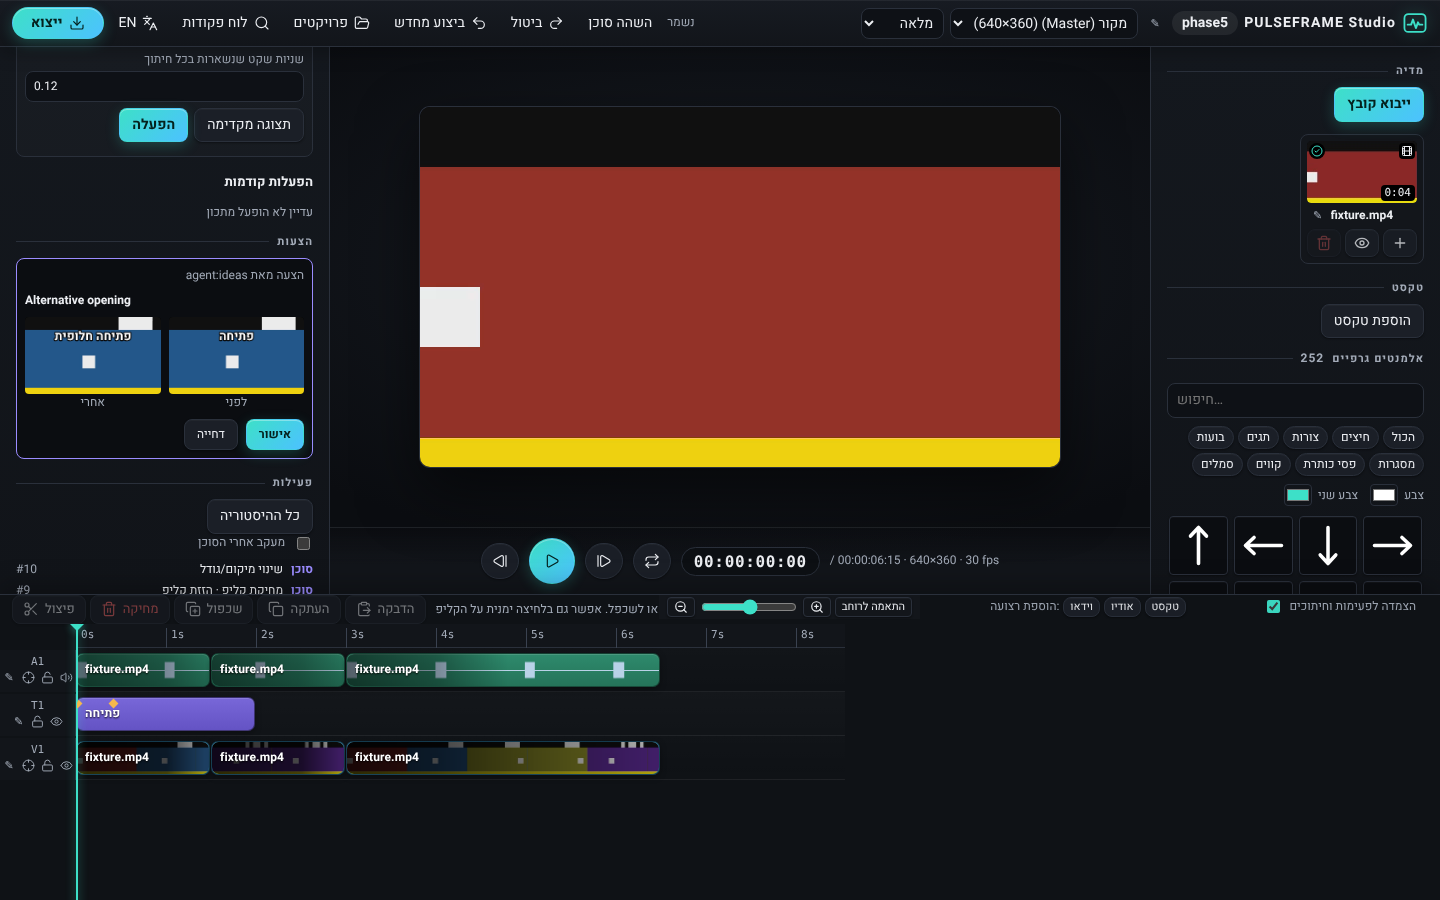 PULSEFRAME Studio
phase5
מקור (Master) (640×360)
מלאה
נשמר
השהה סוכן
ביטול
ביצוע מחדש
פרויקטים
לוח פקודות
EN
ייצוא
מדיה
ייבוא קובץ
0:04
fixture.mp4
טקסט
הוספת טקסט
אלמנטים גרפיים 252
חיפוש...
הכול
חיצים
צורות
תגים
בועות
מסגרות
פסי כותרת
קווים
סמלים
צבע
צבע שני
00:00:00:00
/ 00:00:06:15 · 640×360 · 30 fps
שניות שקט שנשארות בכל חיתוך
0.12
תצוגה מקדימה
הפעלה
הפעלות קודמות
עדיין לא הופעל מתכון
הצעות
הצעה מאת agent:ideas
Alternative opening
פתיחה
פתיחה חלופית
לפני
אחרי
אישור
דחייה
פעילות
כל ההיסטוריה
מעקב אחרי הסוכן
סוכן שינוי מיקום/גודל #10
סוכן מחיקת קליפ · הזזת קליפ #9
הצמדה לפעימות וחיתוכים
הוספת רצועה:
טקסט
אודיו
וידאו
התאמה לרוחב
או לשכפל. אפשר גם בלחיצה ימנית על הקליפ
הדבקה
העתקה
שכפול
מחיקה
פיצול
0s 1s 2s 3s 4s 5s 6s 7s 8s
A1
fixture.mp4
fixture.mp4
fixture.mp4
T1
פתיחה
V1
fixture.mp4
fixture.mp4
fixture.mp4